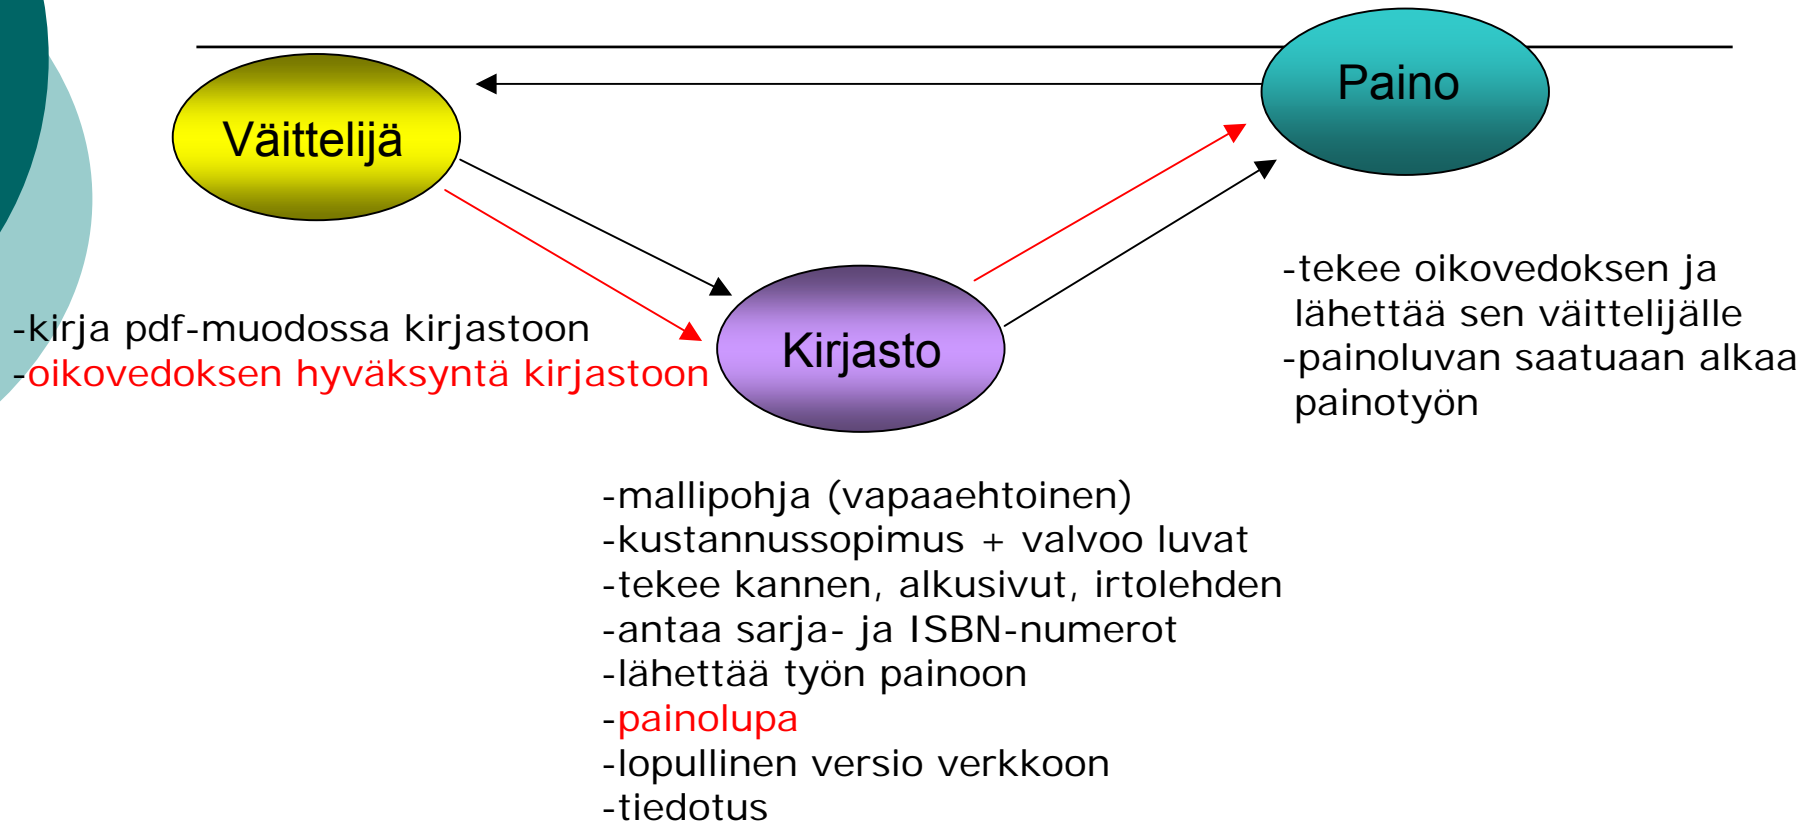 Väittelijä
Paino
Kirjasto
-kirja pdf-muodossa kirjastoon
-oikovedoksen hyväksyntä kirjastoon
-tekee oikovedoksen ja
lähettää sen väittelijälle
-painoluvan saatuaan alkaa
painotyön
-mallipohja (vapaaehtoinen)
-kustannussopimus + valvoo luvat
-tekee kannen, alkusivut, irtolehden
-antaa sarja- ja ISBN-numerot
-lähettää työn painoon
-painolupa
-lopullinen versio verkkoon
-tiedotus